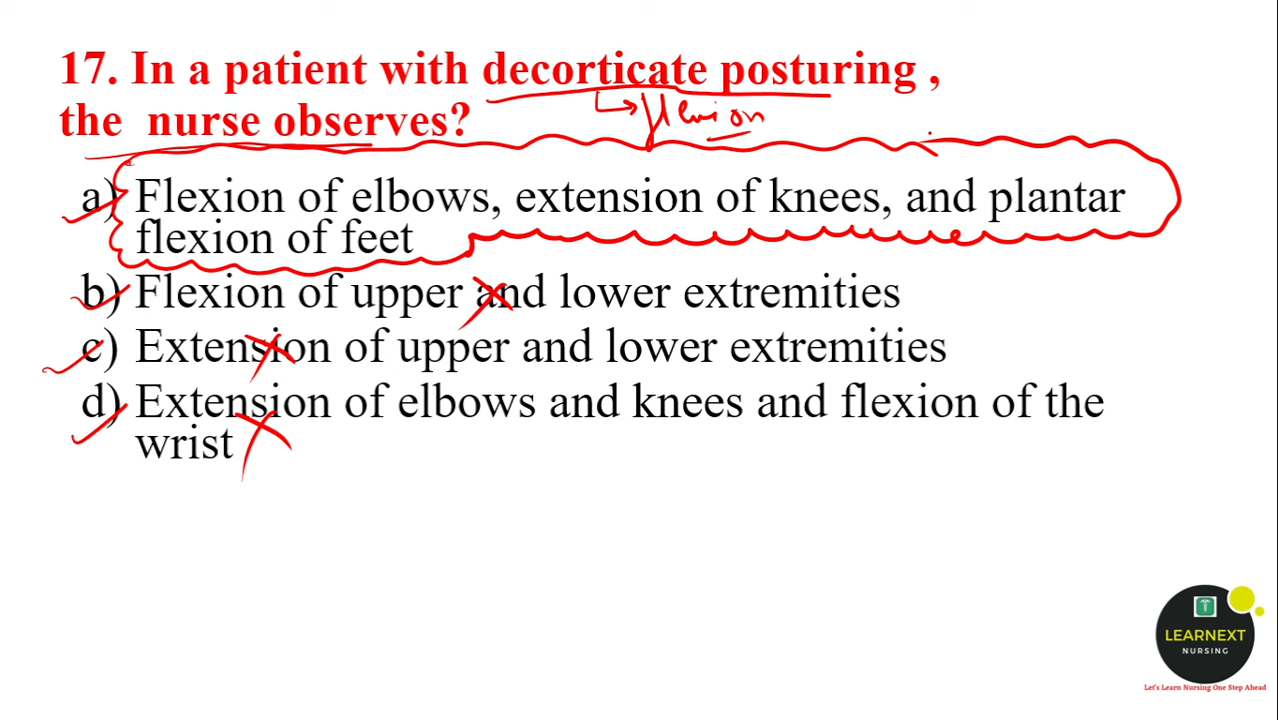 17. In a patient with decorticate posturing ,
flexion
the nurse observes?
a) Flexion of elbows, extension of knees, and plantar
flexion of feet
b) Flexion of upper and lower extremities
c) Extension of upper and lower extremities
d) Extension of elbows and knees and flexion of the
wrist
LEARNEXT
NURSING
Let's Learn Nursing One Step Ahead